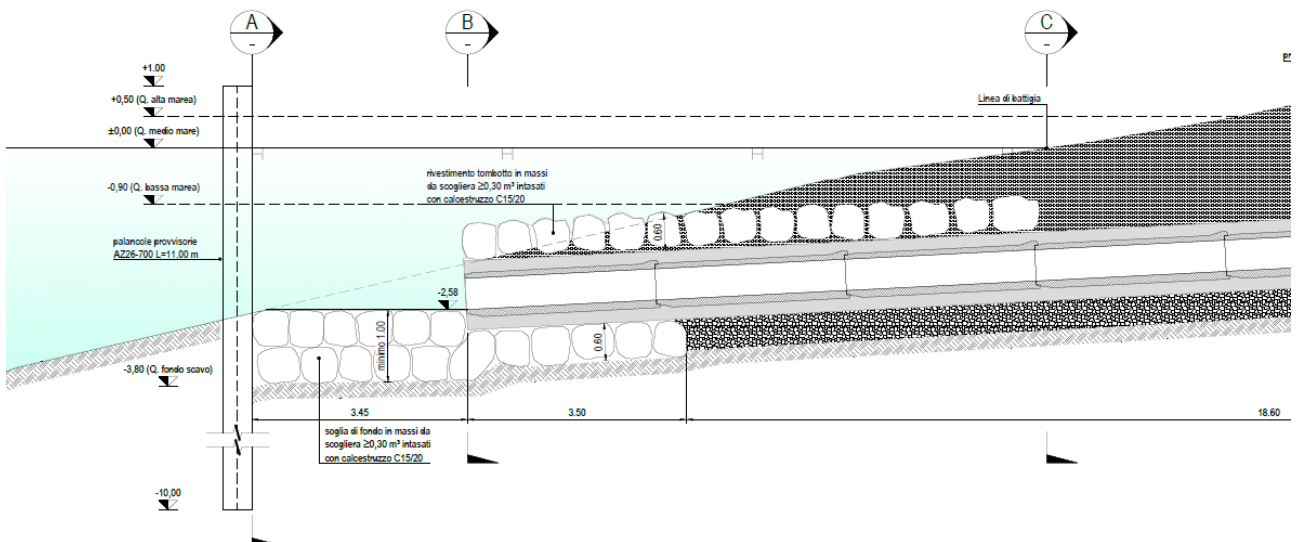 A
B
C
-
-
-
pr
+1.00
+0,50 (Q. alta marea)
±0,00 (Q. medio mare)
-0,90 (Q. bassa marea)
Linea di battigia
rivestimento tombotto in massi
da scogliera ≥0,30 m³ intasati
con calcestruzzo C15/20
0.60
palancole provvisorie
AZ26-700 L=11,00 m
-2,58
minimo 1.00
0.60
-3,80 (Q. fondo scavo)
3.45
3.50
18.60
soglia di fondo in massi da
scogliera ≥0,30 m³ intasati
con calcestruzzo C15/20
-10,00